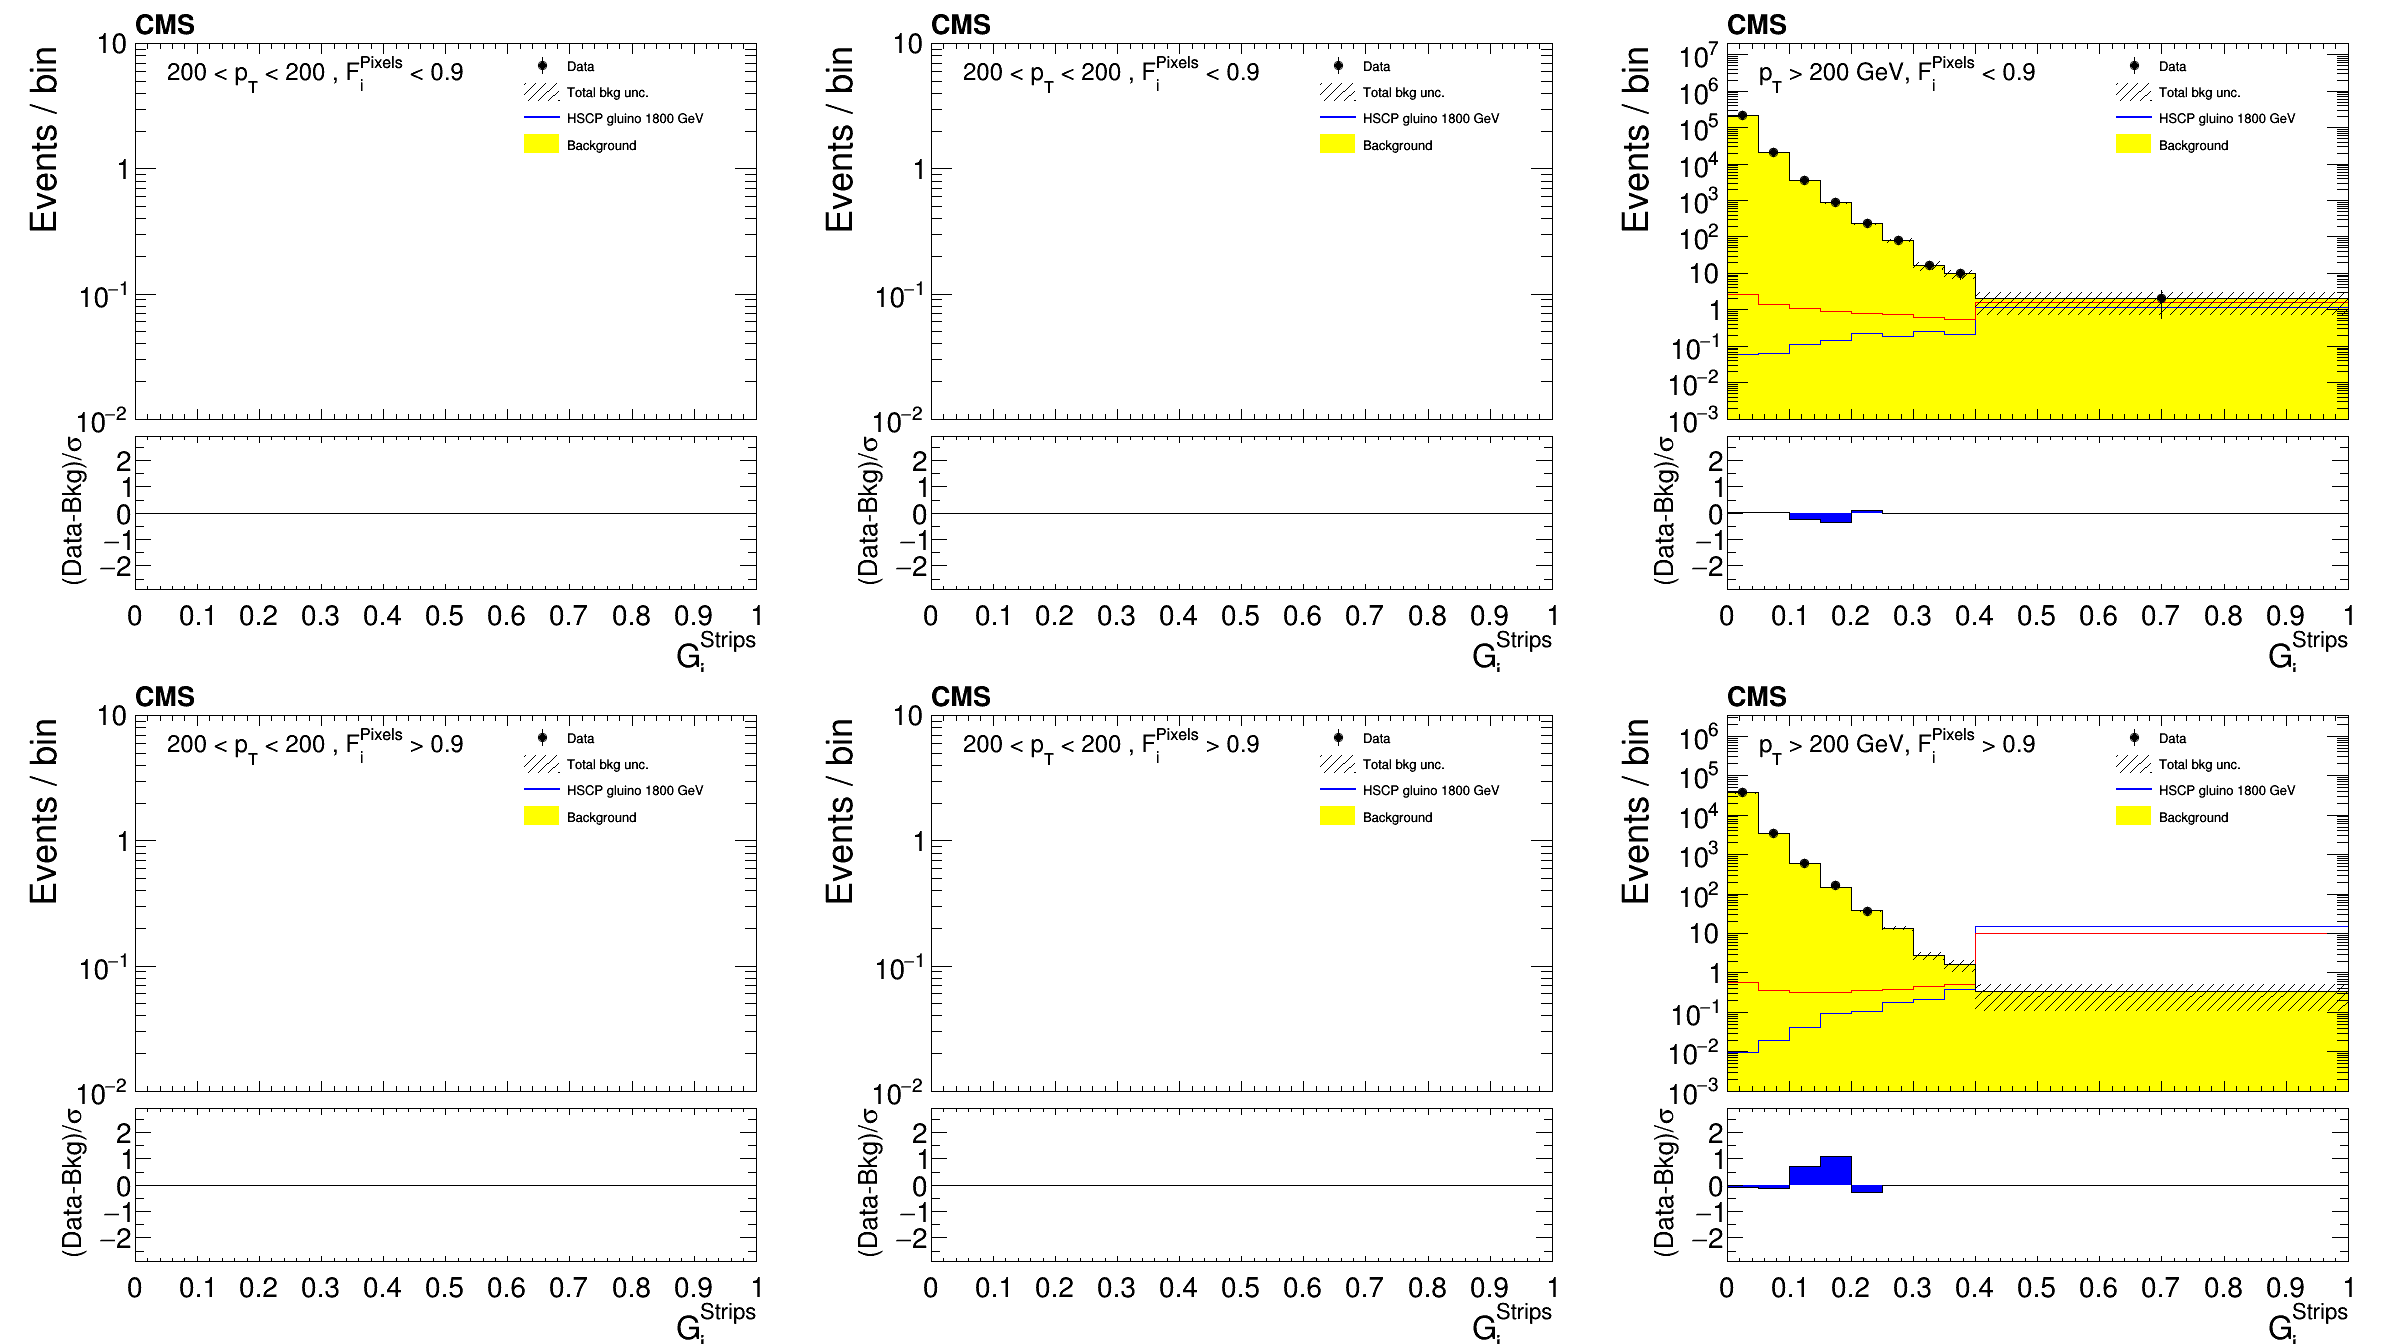 CMS
Events / bin
200 < p_T < 200 , F_i^Pixels < 0.9
Data
Total bkg unc.
HSCP gluino 1800 GeV
Background
10
1
10^−1
10^−2
(Data-Bkg)/σ
2
1
0
−1
−2
0 0.1 0.2 0.3 0.4 0.5 0.6 0.7 0.8 0.9 1
G_i^Strips
CMS
Events / bin
200 < p_T < 200 , F_i^Pixels < 0.9
Data
Total bkg unc.
HSCP gluino 1800 GeV
Background
10
1
10^−1
10^−2
(Data-Bkg)/σ
2
1
0
−1
−2
0 0.1 0.2 0.3 0.4 0.5 0.6 0.7 0.8 0.9 1
G_i^Strips
CMS
Events / bin
p_T > 200 GeV, F_i^Pixels < 0.9
Data
Total bkg unc.
HSCP gluino 1800 GeV
Background
10^7
10^6
10^5
10^4
10^3
10^2
10
1
10^−1
10^−2
10^−3
(Data-Bkg)/σ
2
1
0
−1
−2
0 0.1 0.2 0.3 0.4 0.5 0.6 0.7 0.8 0.9 1
G_i^Strips
CMS
Events / bin
200 < p_T < 200 , F_i^Pixels > 0.9
Data
Total bkg unc.
HSCP gluino 1800 GeV
Background
10
1
10^−1
10^−2
(Data-Bkg)/σ
2
1
0
−1
−2
0 0.1 0.2 0.3 0.4 0.5 0.6 0.7 0.8 0.9 1
G_i^Strips
CMS
Events / bin
200 < p_T < 200 , F_i^Pixels > 0.9
Data
Total bkg unc.
HSCP gluino 1800 GeV
Background
10
1
10^−1
10^−2
(Data-Bkg)/σ
2
1
0
−1
−2
0 0.1 0.2 0.3 0.4 0.5 0.6 0.7 0.8 0.9 1
G_i^Strips
CMS
Events / bin
p_T > 200 GeV, F_i^Pixels > 0.9
Data
Total bkg unc.
HSCP gluino 1800 GeV
Background
10^6
10^5
10^4
10^3
10^2
10
1
10^−1
10^−2
10^−3
(Data-Bkg)/σ
2
1
0
−1
−2
0 0.1 0.2 0.3 0.4 0.5 0.6 0.7 0.8 0.9 1
G_i^Strips